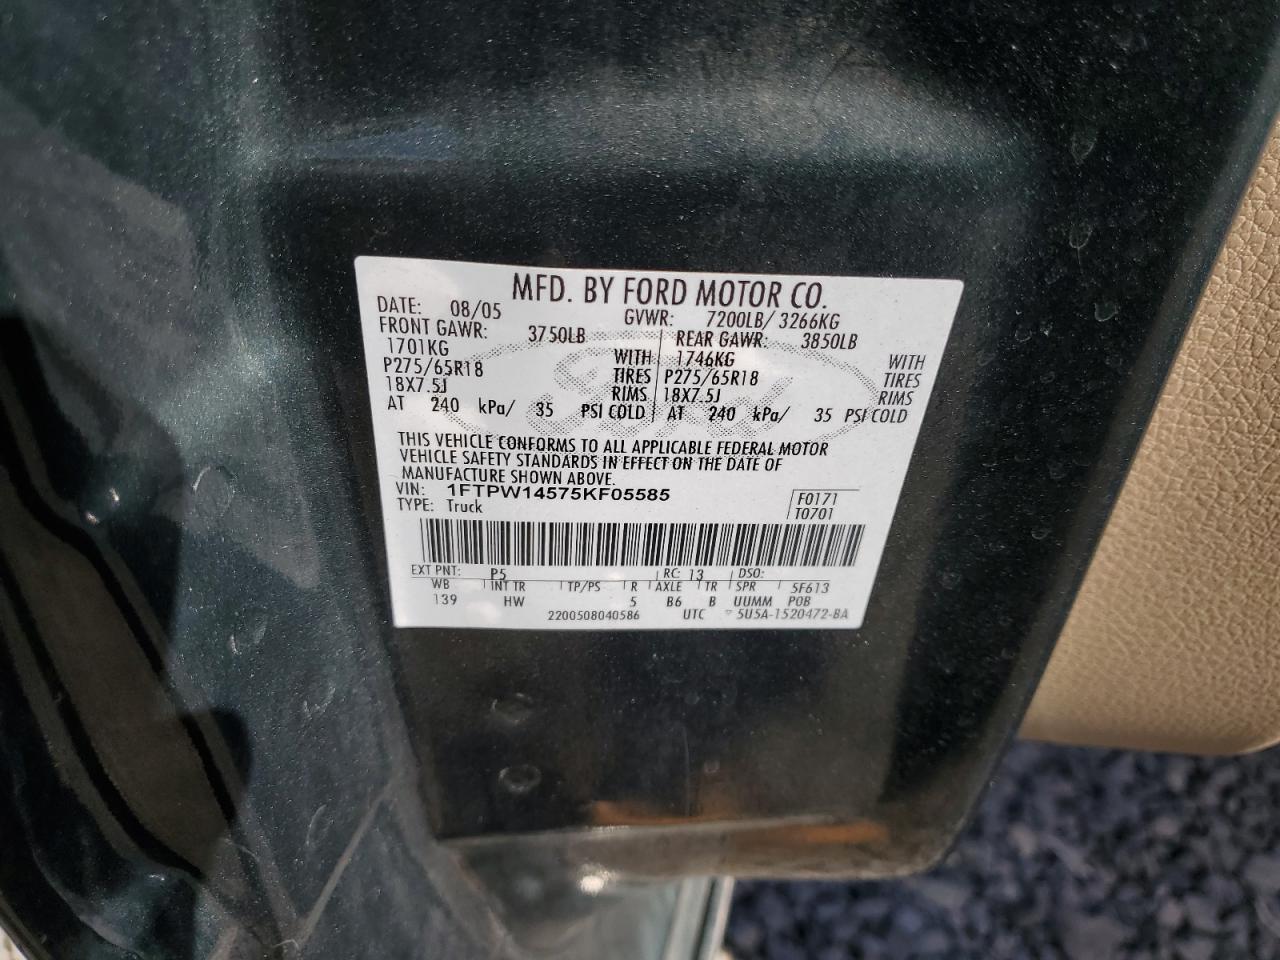 MFD. BY FORD MOTOR CO.
DATE: 08/05 GVWR: 7200LB/ 3266KG
FRONT GAWR: 3750LB REAR GAWR: 3850LB
1701KG WITH 1746KG WITH
P275/65R18 TIRES P275/65R18 TIRES
18X7.5J RIMS 18X7.5J RIMS
AT 240 kPa/ 35 PSI COLD AT 240 kPa/ 35 PSI COLD
THIS VEHICLE CONFORMS TO ALL APPLICABLE FEDERAL MOTOR
VEHICLE SAFETY STANDARDS IN EFFECT ON THE DATE OF
MANUFACTURE SHOWN ABOVE.
VIN: 1FTPW14575KF05585 F0171
TYPE: Truck T0701
EXT PNT: P5 RC: 13 DSO:
WB INT TR TP/PS R AXLE TR SPR 5F613
139 HW 5 B6 B UUMM P0B
2200508040586 UTC 5U5A-1520472-BA